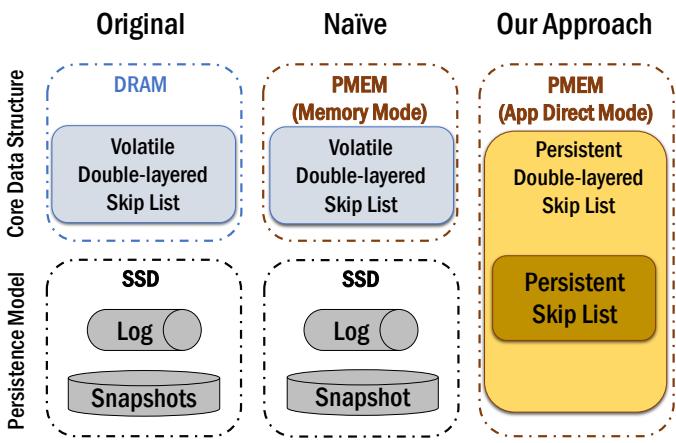 Original
Naïve
Our Approach
Core Data Structure
DRAM
Volatile
Double-layered
Skip List
PMEM
(Memory Mode)
Volatile
Double-layered
Skip List
PMEM
(App Direct Mode)
Persistent
Double-layered
Skip List
Persistent
Skip List
Persistence Model
SSD
Log
Snapshots
SSD
Log
Snapshot